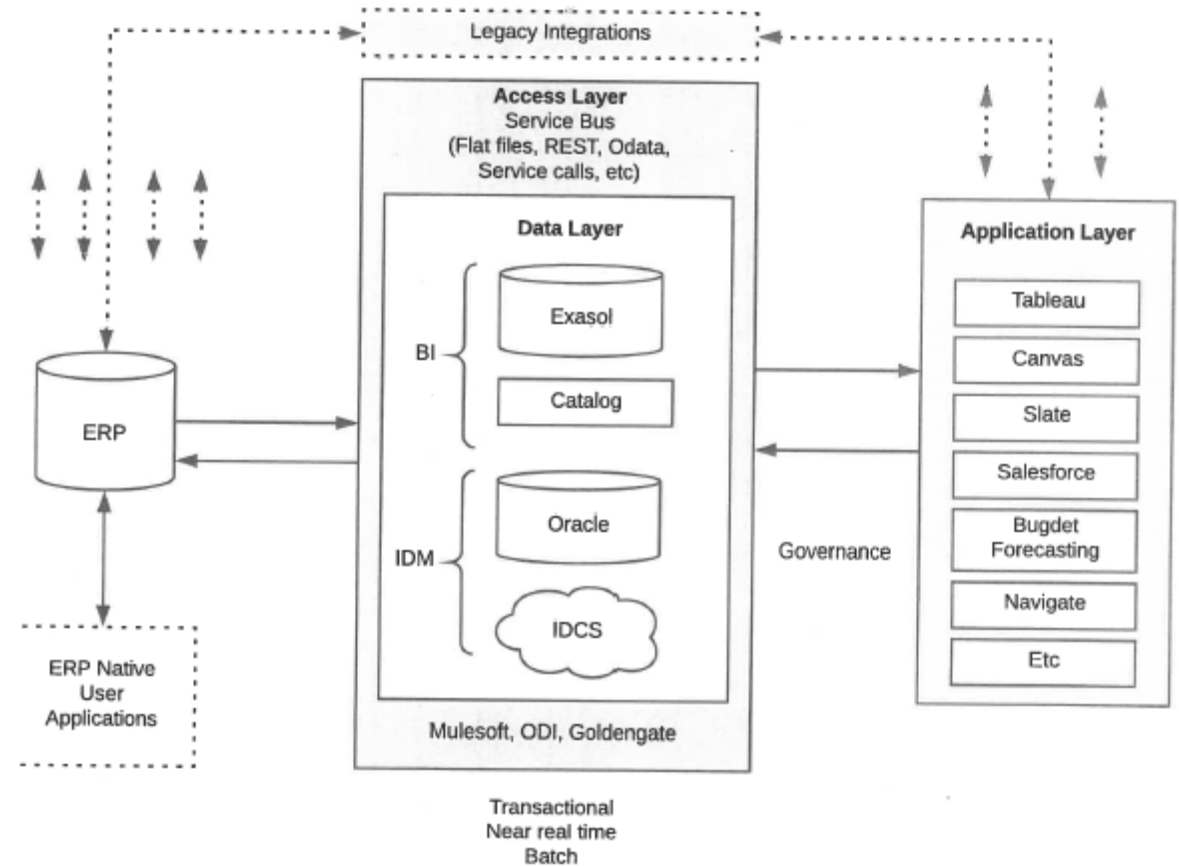 Legacy Integrations
Access Layer
Service Bus
(Flat files, REST, Odata,
Service calls, etc)
Data Layer
BI
Exasol
Catalog
IDM
Oracle
IDCS
Mulesoft, ODI, Goldengate
Transactional
Near real time
Batch
ERP
ERP Native
User
Applications
Governance
Application Layer
Tableau
Canvas
Slate
Salesforce
Bugdet
Forecasting
Navigate
Etc